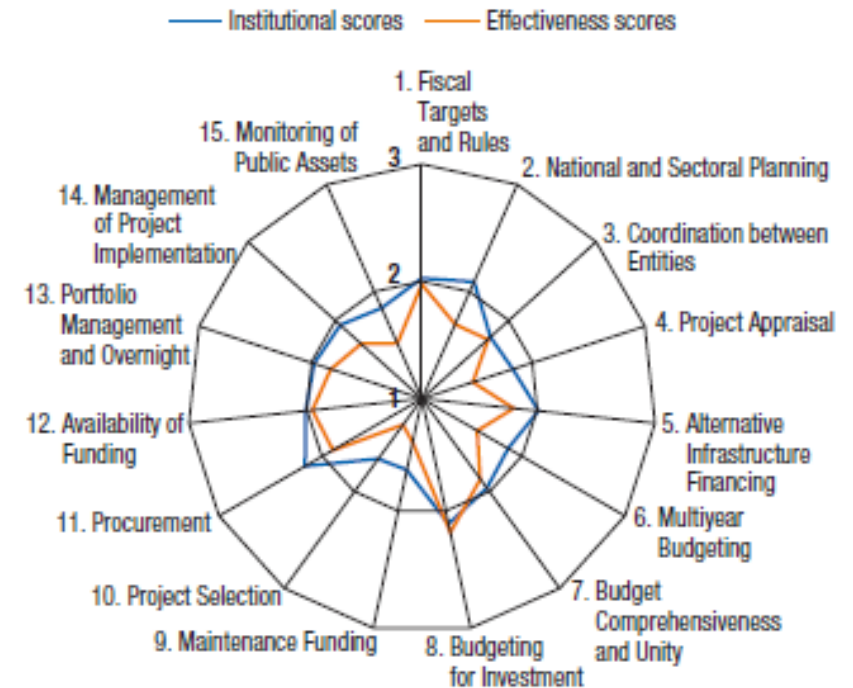 Institutional scores Effectiveness scores
1. Fiscal
Targets
and Rules
15. Monitoring of
Public Assets
3
2. National and Sectoral Planning
14. Management
of Project
Implementation
3. Coordination between
Entities
2
13. Portfolio
Management
and Overnight
4. Project Appraisal
1
12. Availability of
Funding
5. Alternative
Infrastructure
Financing
11. Procurement
6. Multiyear
Budgeting
10. Project Selection
7. Budget
Comprehensiveness
and Unity
9. Maintenance Funding
8. Budgeting
for Investment